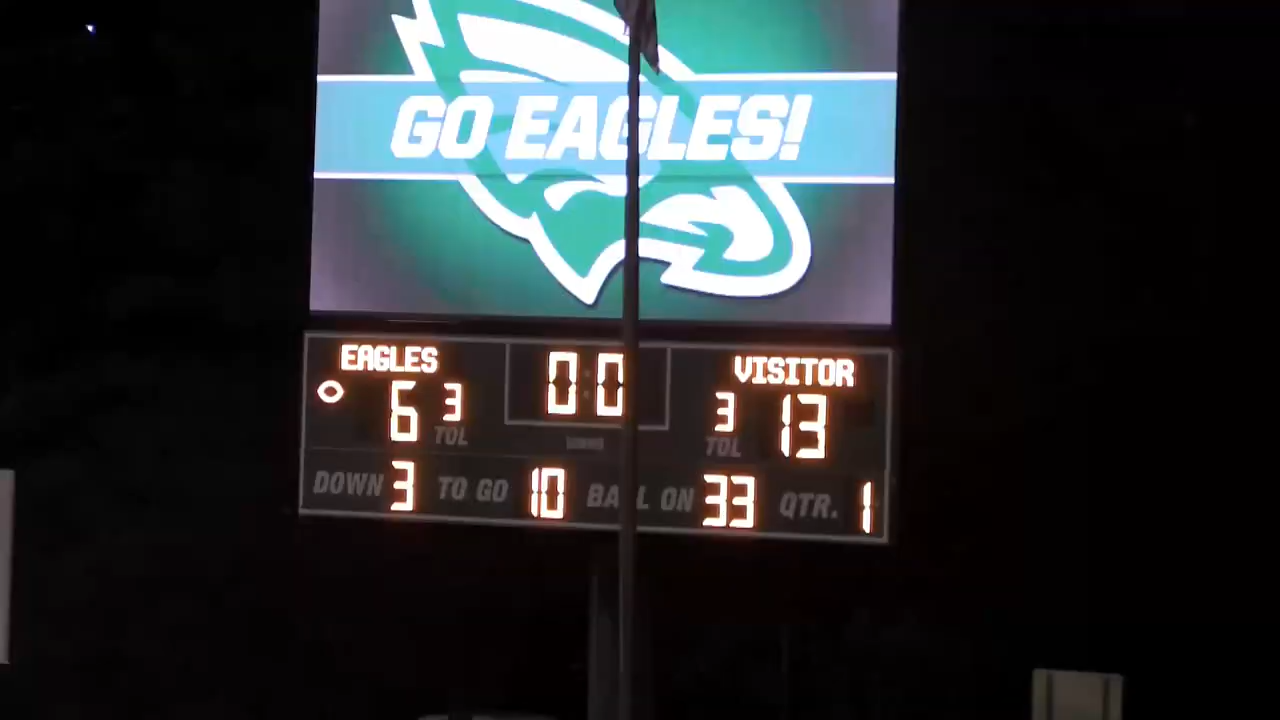 GO EAGLES!
EAGLES 0:0 VISITOR
6 3 TOL 3 TOL 13
DOWN 3 TO GO 10 BALL ON 33 QTR. 1